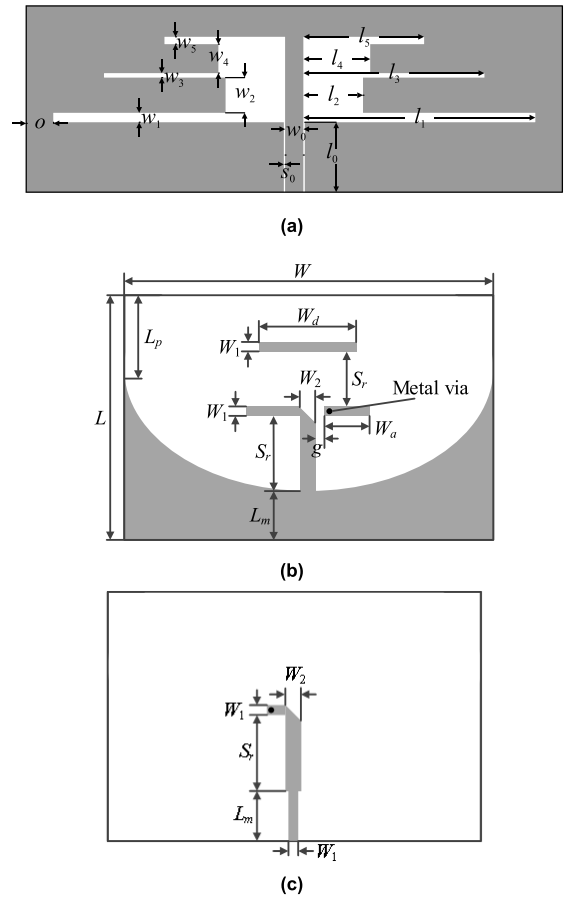 w5 w4 l5
l4
w3 l3
w2 l2
o w1 w0 l1
l0
s0
(a)
W
Lp Wd
W1
W2 Sr Metal via
L W1
Sr g Wa
Lm
(b)
W2
W1
Sr
Lm
W1
(c)